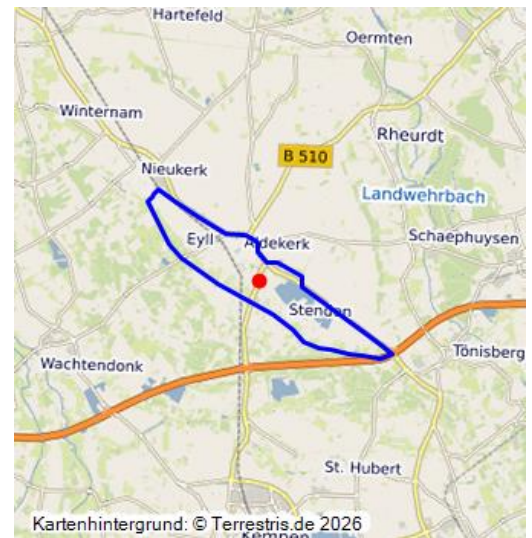 Hartefeld
Oermten
Winternam
Rheurdt
B 510
Nieukerk
Landwehrbach
Eyll
Aldekerk
Schaephuysen
Stenden
Tönisberg
Wachtendonk
St. Hubert
Kempen
Kartenhintergrund: © Terrestris.de 2026